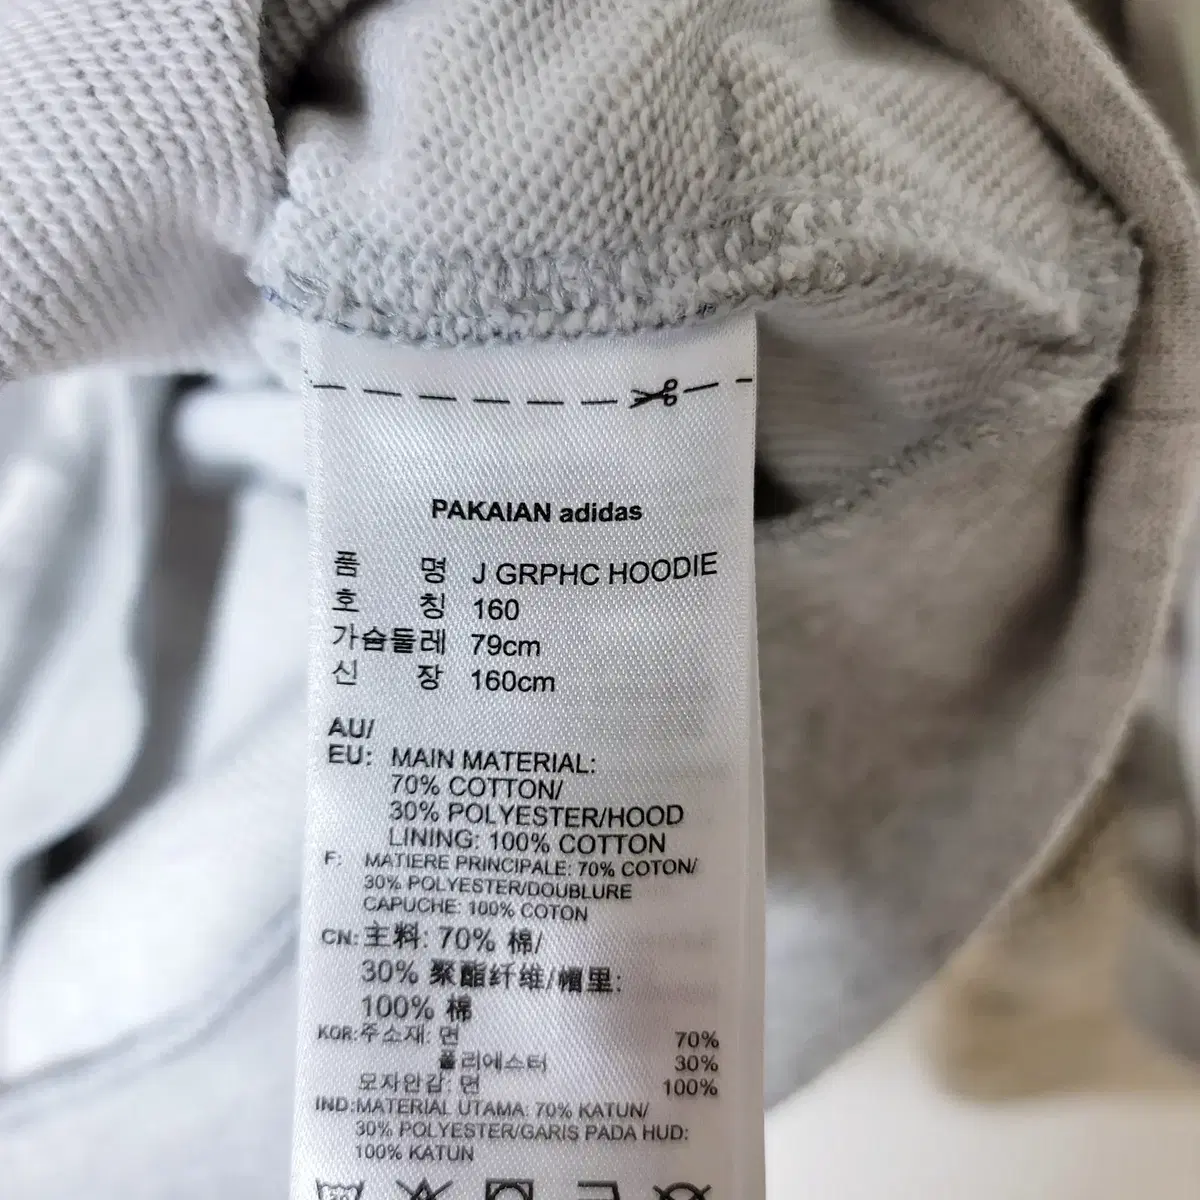 PAKAIAN adidas
품 명 J GRPHC HOODIE
호 칭 160
가슴둘레 79cm
신 장 160cm
AU/
EU: MAIN MATERIAL:
70% COTTON/
30% POLYESTER/HOOD
LINING: 100% COTTON
F: MATIERE PRINCIPALE: 70% COTON/
30% POLYESTER/DOUBLURE
CAPUCHE: 100% COTON
CN: 主料: 70% 棉/
30% 聚酯纤维/帽里:
100% 棉
KOR: 주소재: 면 70%
폴리에스터 30%
모자안감: 면 100%
IND: MATERIAL UTAMA: 70% KATUN/
30% POLYESTER/GARIS PADA HUD:
100% KATUN